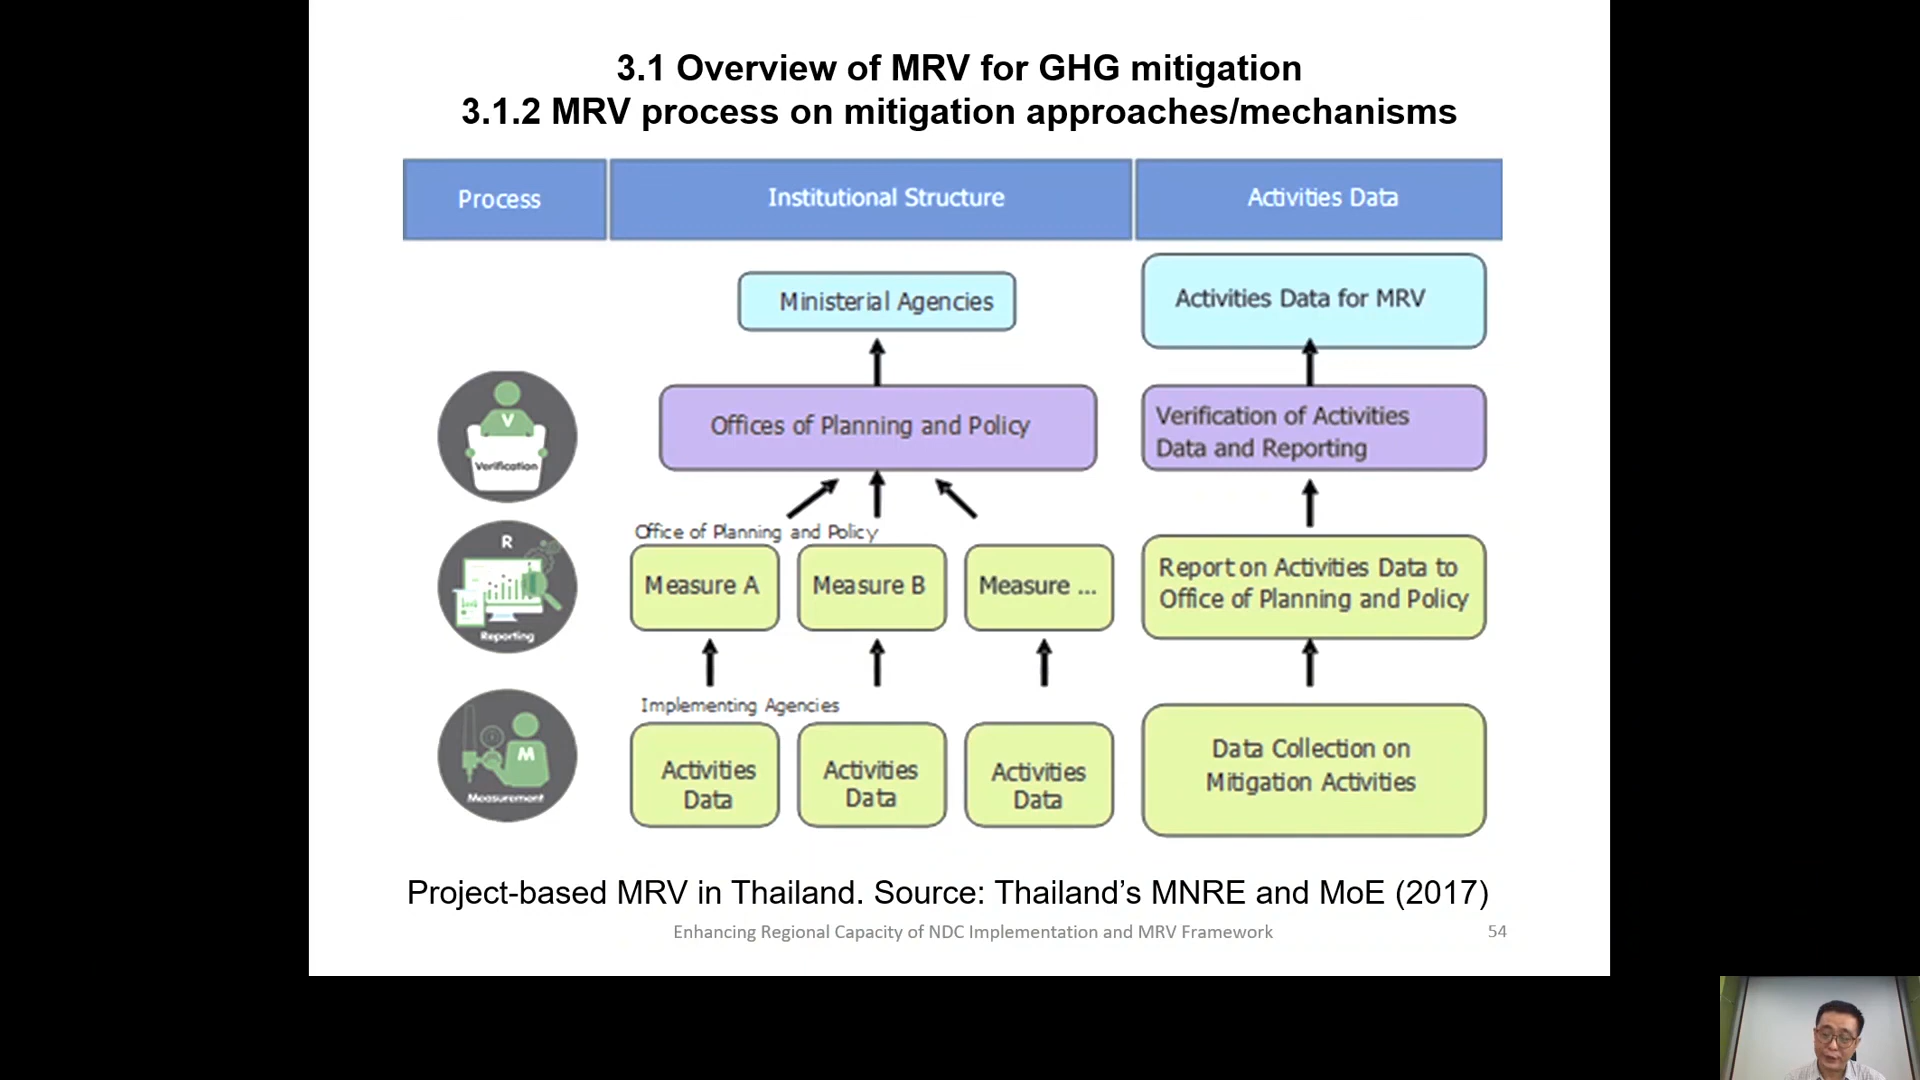 3.1 Overview of MRV for GHG mitigation
3.1.2 MRV process on mitigation approaches/mechanisms
Process
Institutional Structure
Activities Data
Ministerial Agencies
Activities Data for MRV
V
Verification
Offices of Planning and Policy
Verification of Activities
Data and Reporting
Office of Planning and Policy
R
Reporting
Measure A
Measure B
Measure ...
Report on Activities Data to
Office of Planning and Policy
Implementing Agencies
M
Measurement
Activities
Data
Activities
Data
Activities
Data
Data Collection on
Mitigation Activities
Project-based MRV in Thailand. Source: Thailand’s MNRE and MoE (2017)
Enhancing Regional Capacity of NDC Implementation and MRV Framework
54